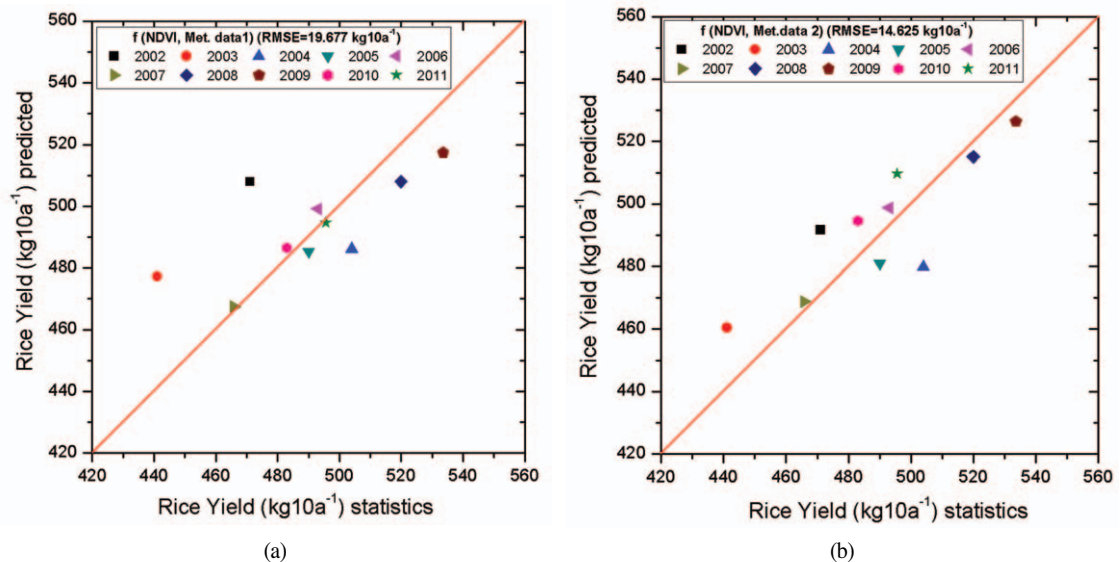 f (NDVI, Met. data1) (RMSE=19.677 kg10a⁻¹)
2002 2003 2004 2005 2006
2007 2008 2009 2010 2011
Rice Yield (kg10a⁻¹) predicted
560
540
520
500
480
460
440
420
420 440 460 480 500 520 540 560
Rice Yield (kg10a⁻¹) statistics
(a)
f (NDVI, Met.data 2) (RMSE=14.625 kg10a⁻¹)
2002 2003 2004 2005 2006
2007 2008 2009 2010 2011
Rice Yield (kg10a⁻¹) predicted
560
540
520
500
480
460
440
420
420 440 460 480 500 520 540 560
Rice Yield (kg10a⁻¹) statistics
(b)